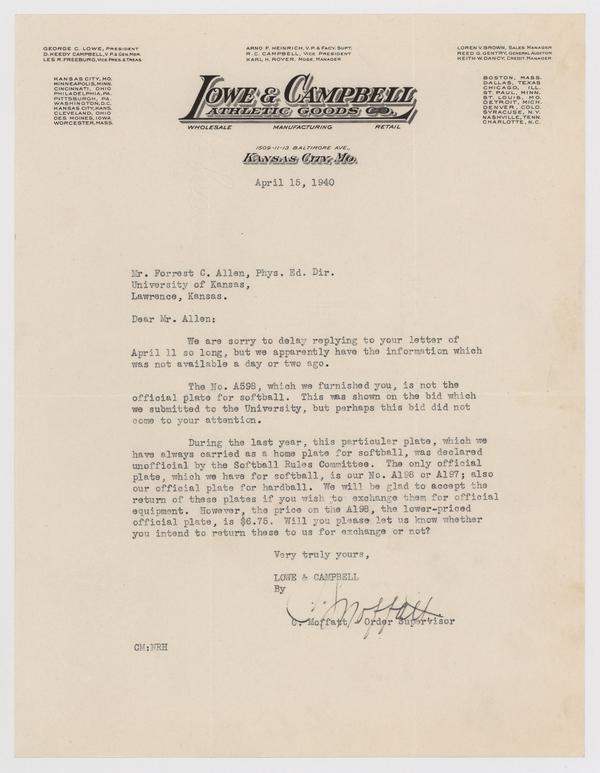 GEORGE C. LOWE, PRESIDENT
D. KEEDY CAMPBELL, V.P. & GEN. MGR.
LES R. FREEBURG, VICE PRES. & TREAS.
ARNO F. HEINRICH, V.P. & FACY. SUPT.
R.C. CAMPBELL, VICE PRESIDENT
KARL H. ROVER, MDSE. MANAGER
LOREN V. BROWN, SALES MANAGER
REED G. GENTRY, GENERAL AUDITOR
KEITH W. DANCY, CREDIT MANAGER
KANSAS CITY, MO.
MINNEAPOLIS, MINN.
CINCINNATI, OHIO
PHILADELPHIA, PA.
PITTSBURGH, PA.
WASHINGTON, D.C.
KANSAS CITY, KANS.
CLEVELAND, OHIO
DES MOINES, IOWA
WORCESTER, MASS.
LOWE & CAMPBELL
ATHLETIC GOODS CO.
WHOLESALE MANUFACTURING RETAIL
1509-11-13 BALTIMORE AVE.,
KANSAS CITY, MO.
BOSTON, MASS.
DALLAS, TEXAS
CHICAGO, ILL.
ST. PAUL, MINN.
ST. LOUIS, MO.
DETROIT, MICH.
DENVER, COLO.
SYRACUSE, N.Y.
NASHVILLE, TENN.
CHARLOTTE, N.C.
April 15, 1940
Mr. Forrest C. Allen, Phys. Ed. Dir.
University of Kansas,
Lawrence, Kansas.
Dear Mr. Allen:
We are sorry to delay replying to your letter of
April 11 so long, but we apparently have the information which
was not available a day or two ago.
The No. A598, which we furnished you, is not the
official plate for softball. This was shown on the bid which
we submitted to the University, but perhaps this bid did not
come to your attention.
During the last year, this particular plate, which we
have always carried as a home plate for softball, was declared
unofficial by the Softball Rules Committee. The only official
plate, which we have for softball, is our No. A198 or A197; also
our official plate for hardball. We will be glad to accept the
return of these plates if you wish to exchange them for official
equipment. However, the price on the A198, the lower-priced
official plate, is $6.75. Will you please let us know whether
you intend to return these to us for exchange or not?
Very truly yours,
LOWE & CAMPBELL
By
C. Moffatt
C. Moffatt, Order Supervisor
CM:NRH